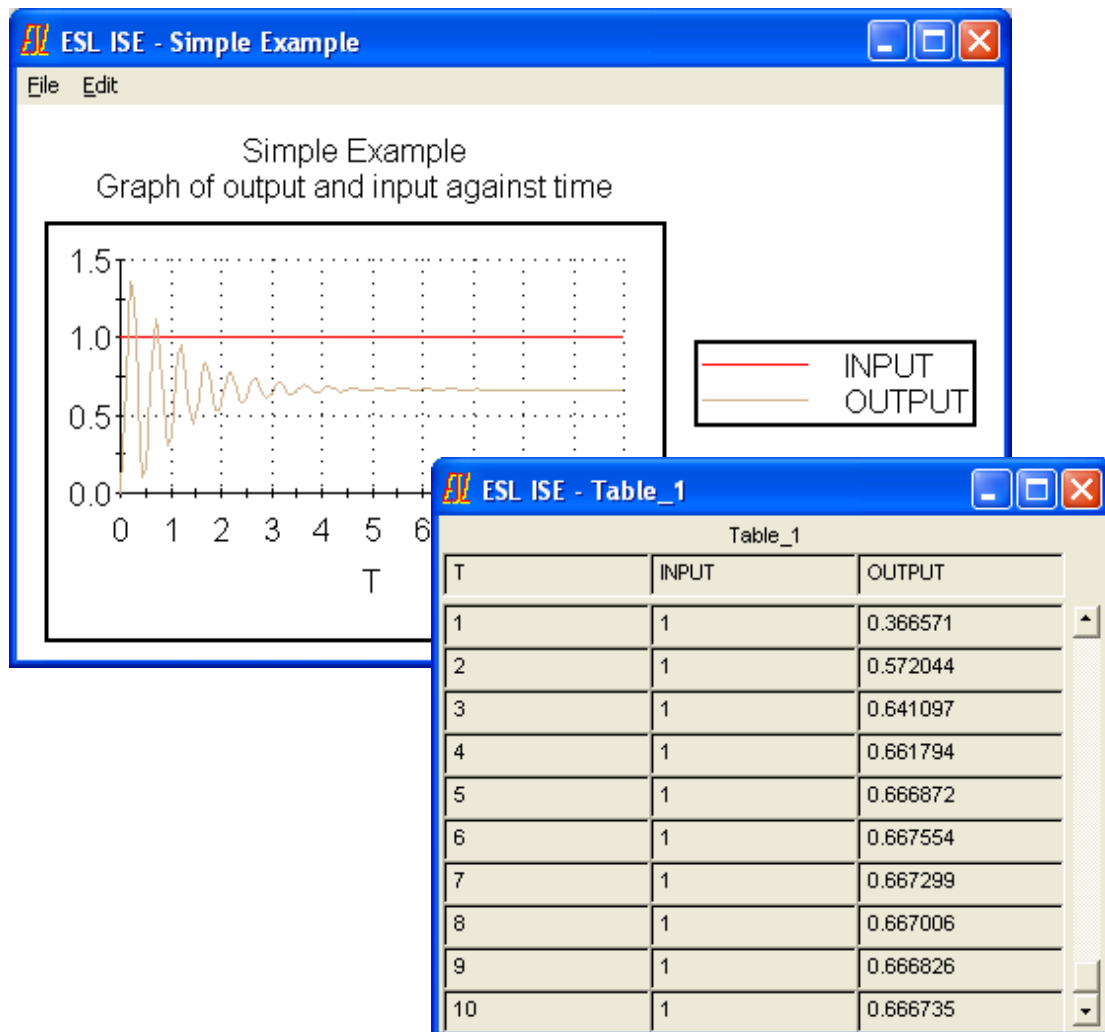 ESL ISE - Simple Example
File Edit
Simple Example
Graph of output and input against time
1.5
1.0
0.5
0.0
0 1 2 3 4 5 6
T
INPUT
OUTPUT
ESL ISE - Table_1
Table_1
T INPUT OUTPUT
1 1 0.366571
2 1 0.572044
3 1 0.641097
4 1 0.661794
5 1 0.666872
6 1 0.667554
7 1 0.667299
8 1 0.667006
9 1 0.666826
10 1 0.666735